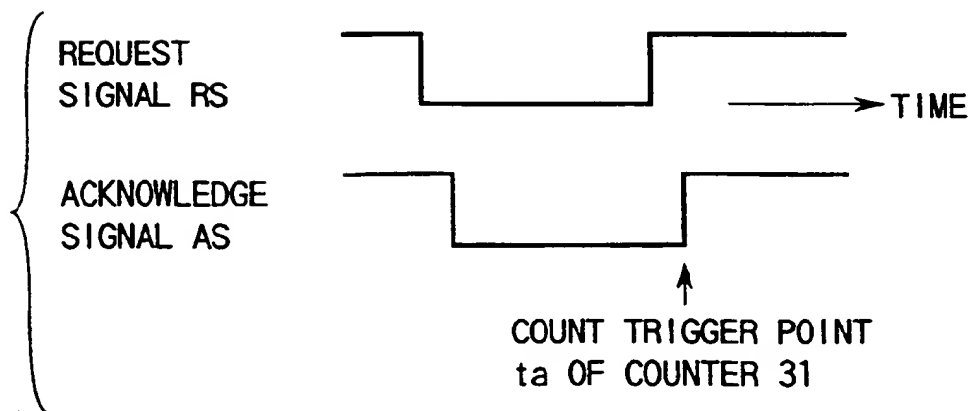 REQUEST
SIGNAL RS
TIME
ACKNOWLEDGE
SIGNAL AS
COUNT TRIGGER POINT
ta OF COUNTER 31